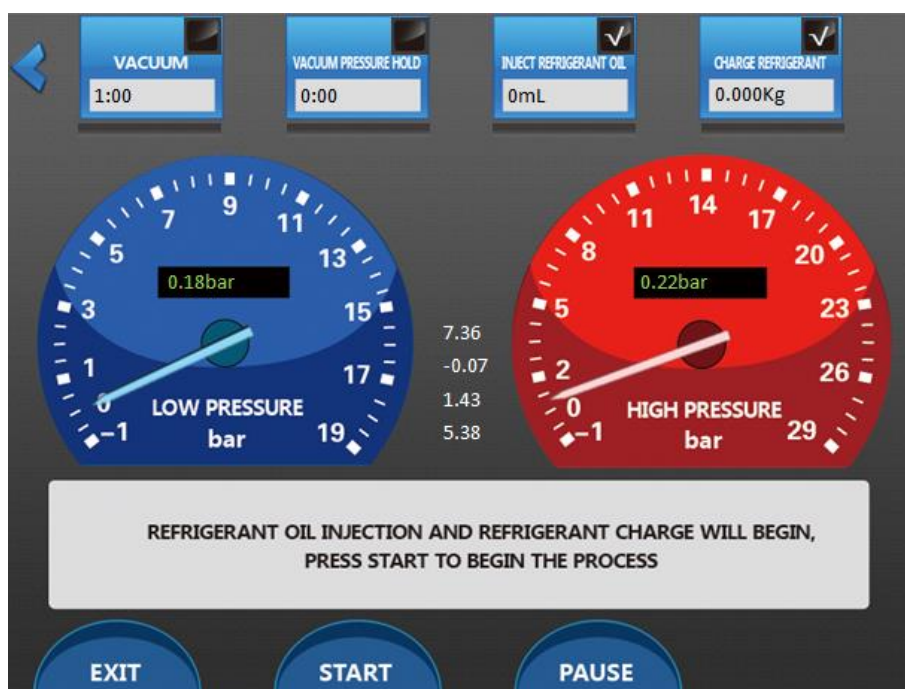 VACUUM
1:00
VACUUM PRESSURE HOLD
0:00
INJECT REFRIGERANT OIL
0mL
CHARGE REFRIGERANT
0.000Kg
-1
0
1
3
5
7
9
11
13
15
17
19
0.18bar
LOW PRESSURE
bar
7.36
-0.07
1.43
5.38
-1
0
2
5
8
11
14
17
20
23
26
29
0.22bar
HIGH PRESSURE
bar
REFRIGERANT OIL INJECTION AND REFRIGERANT CHARGE WILL BEGIN,
PRESS START TO BEGIN THE PROCESS
EXIT
START
PAUSE